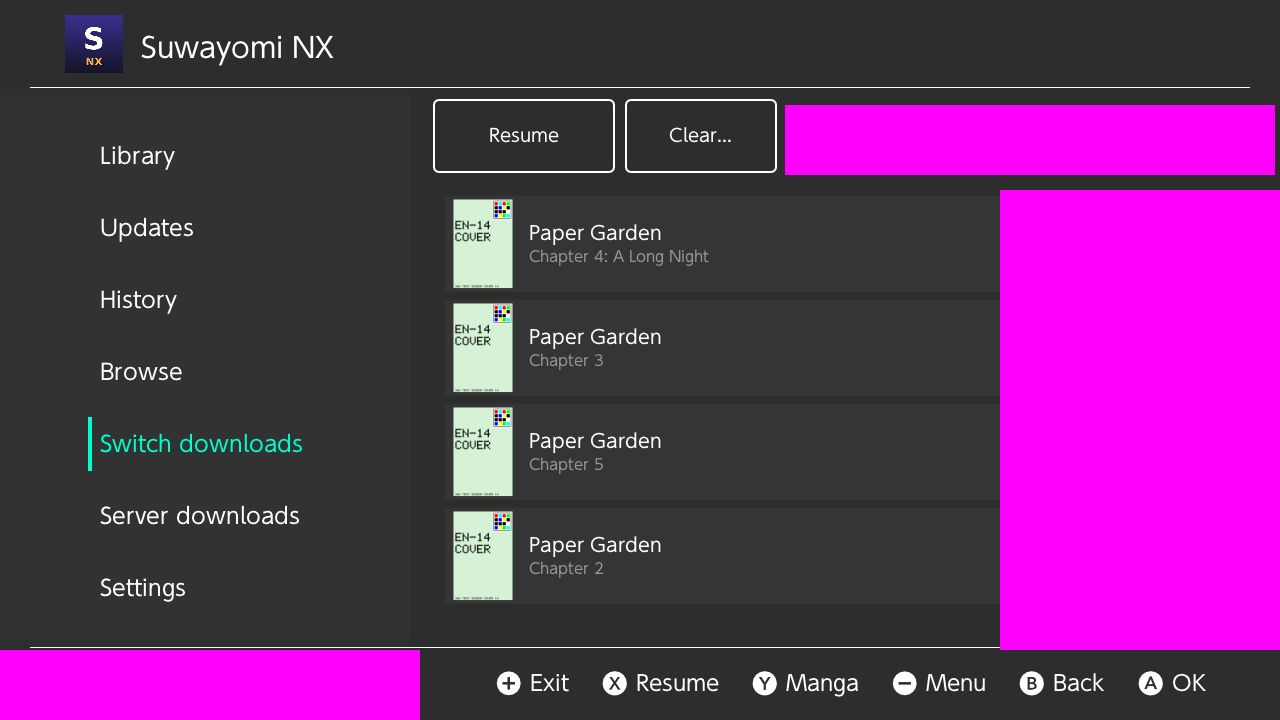 S
NX
Suwayomi NX
Library
Updates
History
Browse
Switch downloads
Server downloads
Settings
Resume
Clear...
EN-14
COVER
Paper Garden
Chapter 4: A Long Night
EN-14
COVER
Paper Garden
Chapter 3
EN-14
COVER
Paper Garden
Chapter 5
EN-14
COVER
Paper Garden
Chapter 2
+ Exit
X Resume
Y Manga
− Menu
B Back
A OK